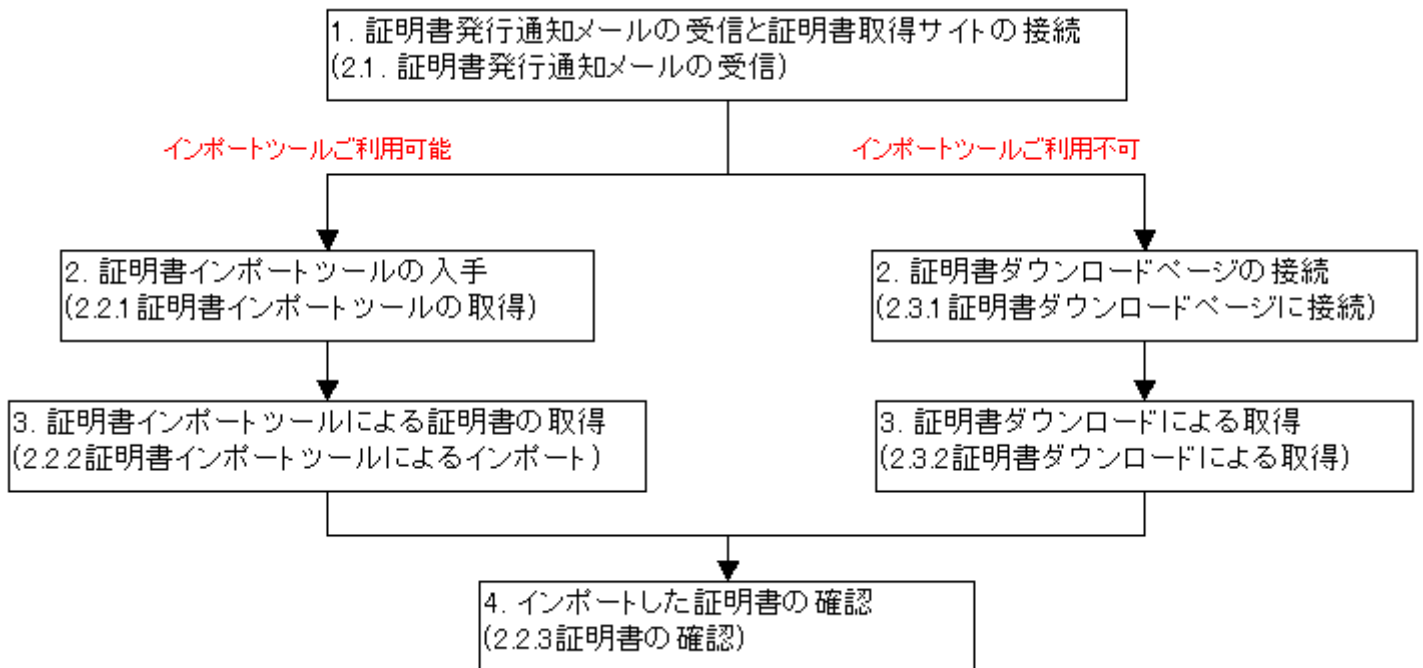 1. 証明書発行通知メールの受信と証明書取得サイトの接続
(2.1. 証明書発行通知メールの受信)
インポートツールご利用可能
インポートツールご利用不可
2. 証明書インポートツールの入手
(2.2.1証明書インポートツールの取得)
2. 証明書ダウンロードページの接続
(2.3.1証明書ダウンロードページに接続)
3. 証明書インポートツールによる証明書の取得
(2.2.2証明書インポートツールによるインポート)
3. 証明書ダウンロードによる取得
(2.3.2証明書ダウンロードによる取得)
4. インポートした証明書の確認
(2.2.3証明書の確認)